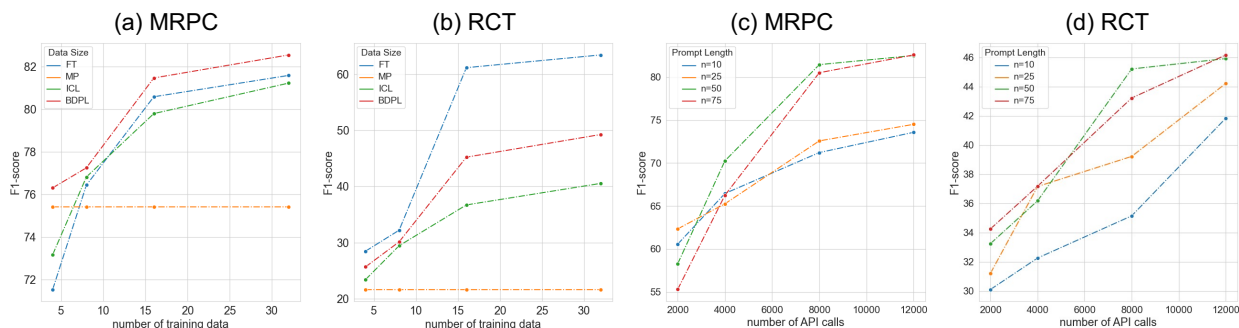 (a) MRPC
Data Size
FT
MP
ICL
BDPL
F1-score
82
80
78
76
74
72
5
10
15
20
25
30
number of training data
(b) RCT
Data Size
FT
MP
ICL
BDPL
F1-score
60
50
40
30
20
5
10
15
20
25
30
number of training data
(c) MRPC
Prompt Length
n=10
n=25
n=50
n=75
F1-score
80
75
70
65
60
55
2000
4000
6000
8000
10000
12000
number of API calls
(d) RCT
Prompt Length
n=10
n=25
n=50
n=75
F1-score
46
44
42
40
38
36
34
32
30
2000
4000
6000
8000
10000
12000
number of API calls